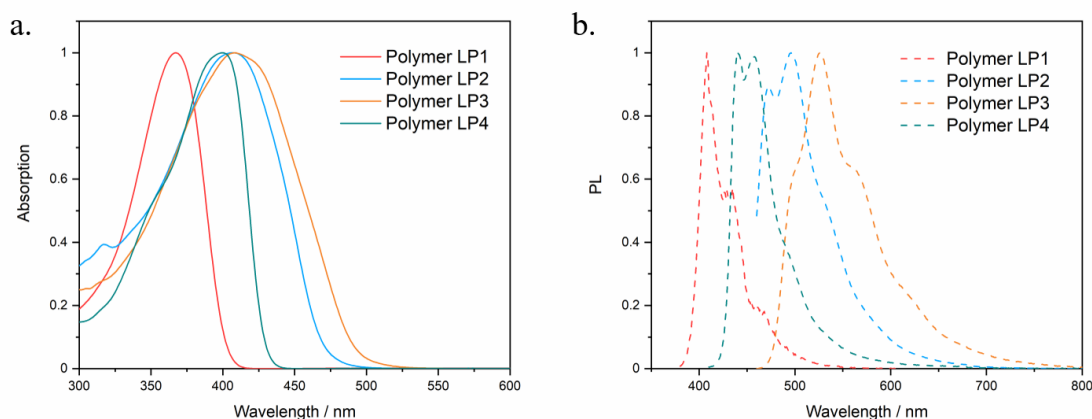 a.
Absorption
1
0.8
0.6
0.4
0.2
0
300
350
400
450
500
550
600
Wavelength / nm
Polymer LP1
Polymer LP2
Polymer LP3
Polymer LP4
b.
PL
1
0.8
0.6
0.4
0.2
0
400
500
600
700
800
Wavelength / nm
Polymer LP1
Polymer LP2
Polymer LP3
Polymer LP4